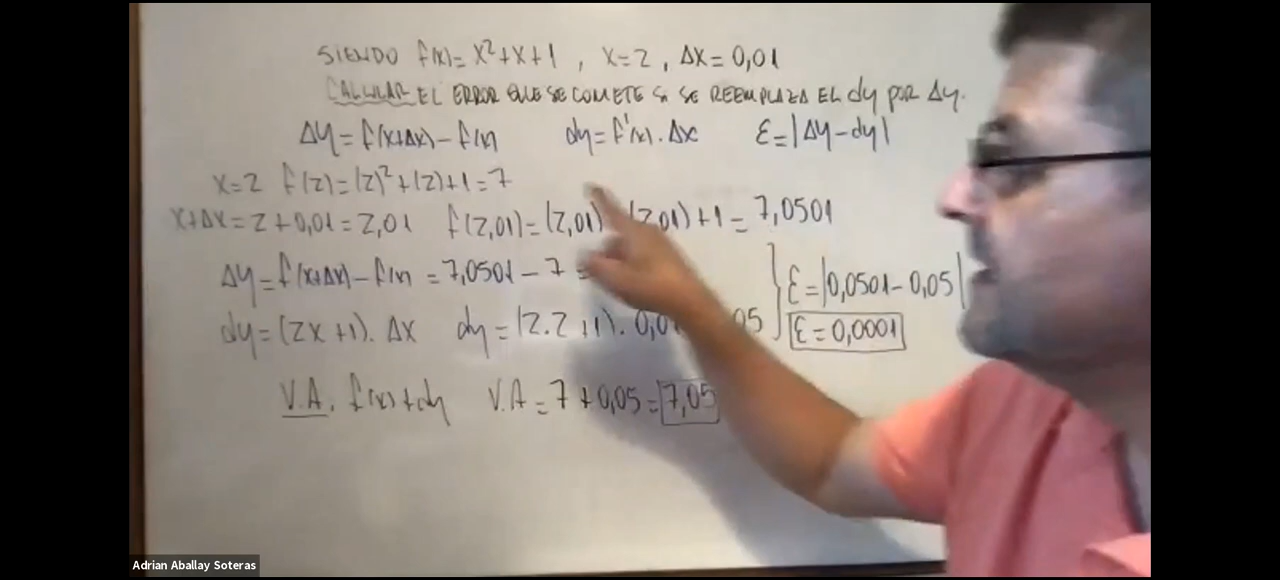 SIENDO f(x)= x²+x+1 , x=2 , Δx= 0,01
CALCULAR EL ERROR QUE SE COMETE SI SE REEMPLAZA EL dy por Δy.
Δy=f(x+Δx)-f(x) dy=f'(x).Δx ε=|Δy-dy|
x=2 f(2)=(2)²+(2)+1=7
x+Δx=2+0,01=2,01 f(2,01)=(2,01) (2,01)+1= 7,0501
Δy=f(x+Δx)-f(x)=7,0501-7 =
dy=(2x+1).Δx dy=(2.2+1).0,01 05
ε=|0,0501-0,05|
ε=0,0001
V.A. f(x)+dy V.A=7+0,05=7,05
Adrian Aballay Soteras